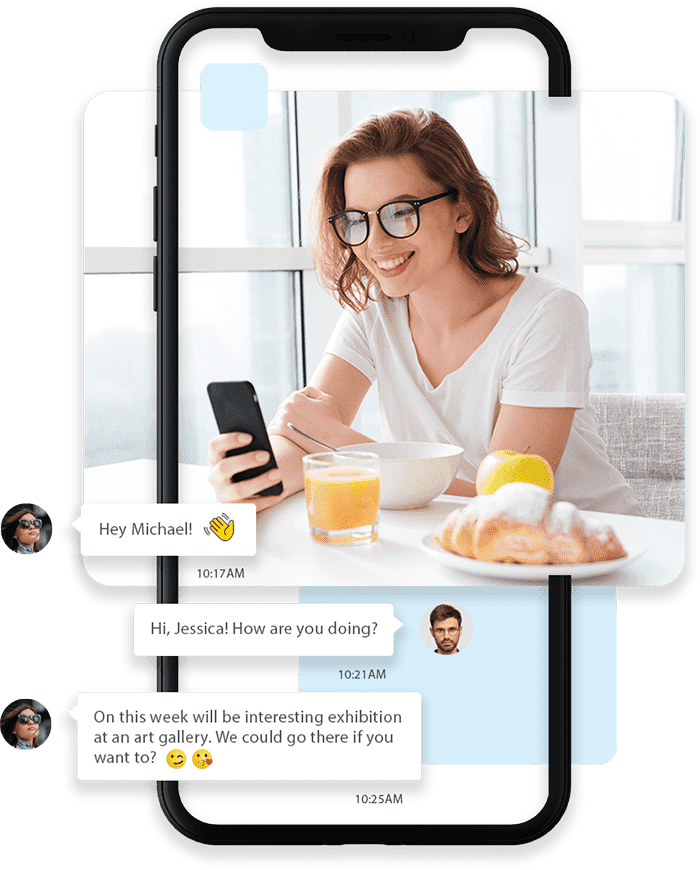 Hey Michael! 👋
10:17AM
Hi, Jessica! How are you doing?
10:21AM
On this week will be interesting exhibition
at an art gallery. We could go there if you
want to? 😉 😘
10:25AM